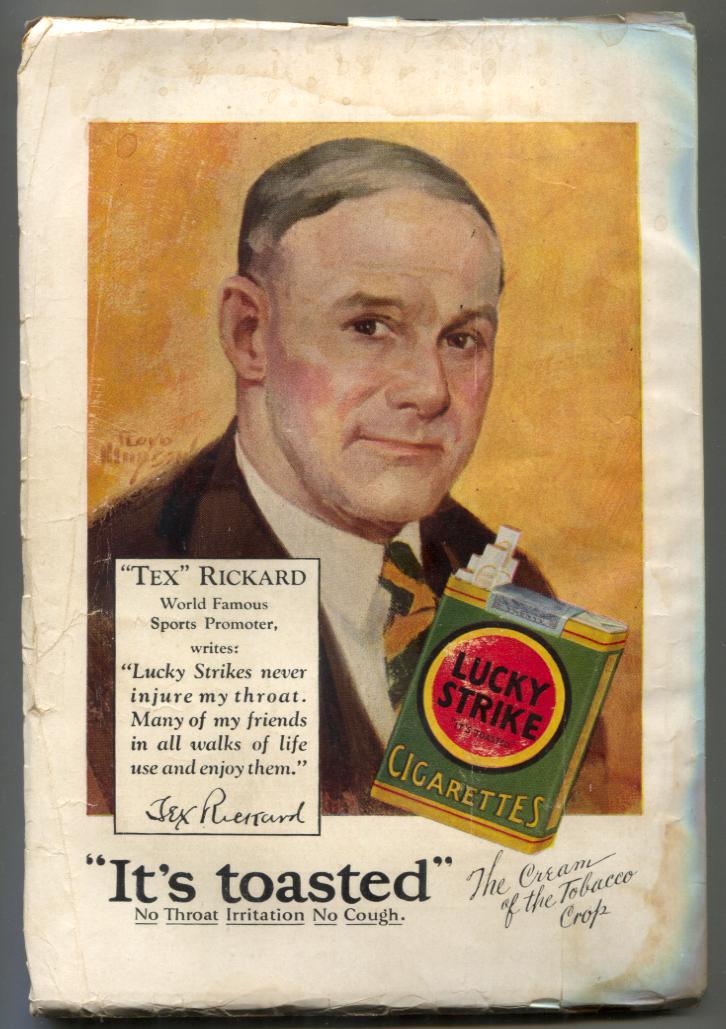 "TEX" RICKARD
World Famous
Sports Promoter,
writes:
"Lucky Strikes never
injure my throat.
Many of my friends
in all walks of life
use and enjoy them."
Tex Rickard
LUCKY
STRIKE
"IT'S TOASTED"
CIGARETTES
"It's toasted"
No Throat Irritation No Cough.
The Cream
of the Tobacco
Crop